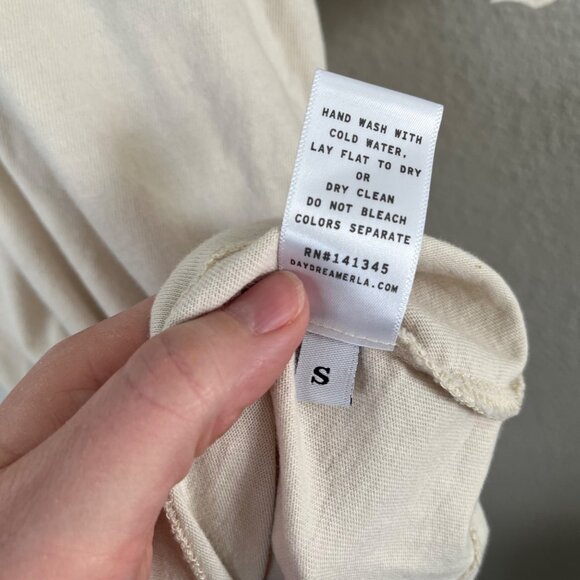 HAND WASH WITH
COLD WATER,
LAY FLAT TO DRY
OR
DRY CLEAN
DO NOT BLEACH
COLORS SEPARATE
RN#141345
DAYDREAMERLA.COM
S